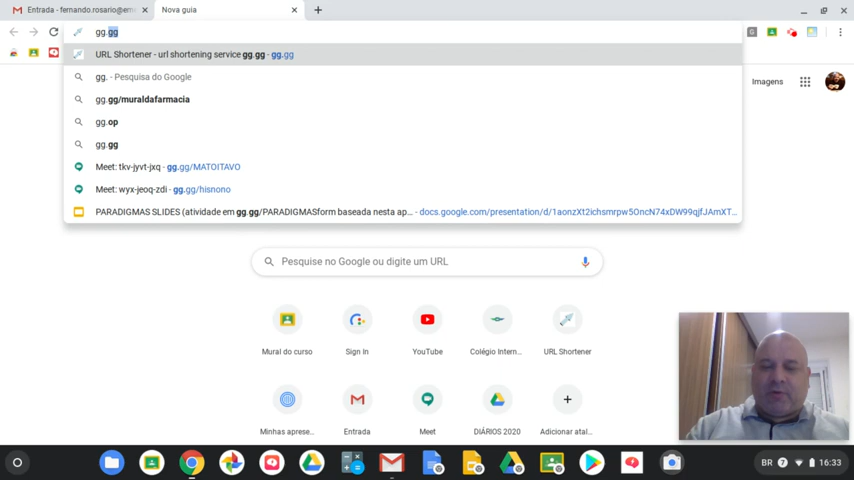 Entrada - fernando.rosario@em
Nova guia
gg.gg
URL Shortener - url shortening service gg.gg - gg.gg
gg. - Pesquisa do Google
gg.gg/muraldafarmacia
gg.op
gg.gg
Meet: tkv-jyvt-jxq - gg.gg/MATOITAVO
Meet: wyx-jeoq-zdi - gg.gg/hisnono
PARADIGMAS SLIDES (atividade em gg.gg/PARADIGMASform baseada nesta ap... - docs.google.com/presentation/d/1aonzXt2ichsmrpw5OncN74xDW99qjfJAmXT...
Imagens
Pesquise no Google ou digite um URL
Mural do curso
Sign In
YouTube
Colégio Intern...
URL Shortener
Minhas aprese...
Entrada
Meet
DIÁRIOS 2020
Adicionar atal...
BR
7
16:33